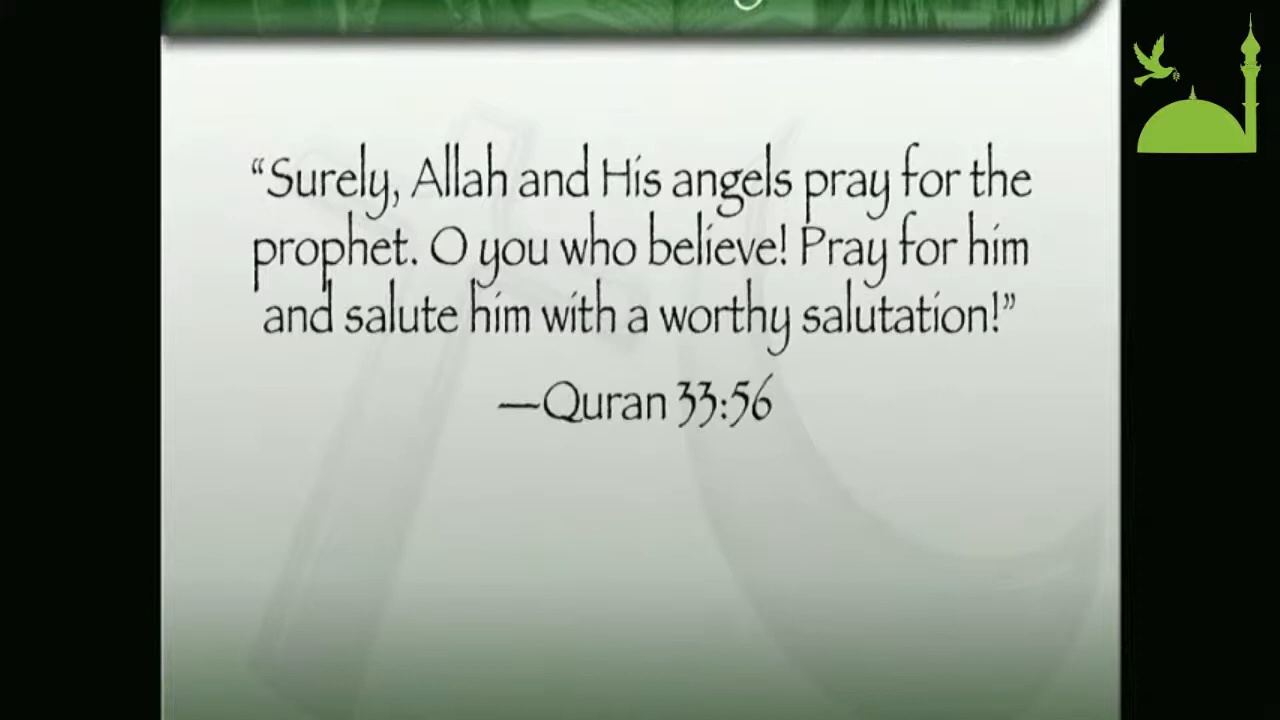 “Surely, Allah and His angels pray for the
prophet. O you who believe! Pray for him
and salute him with a worthy salutation!”
—Quran 33:56